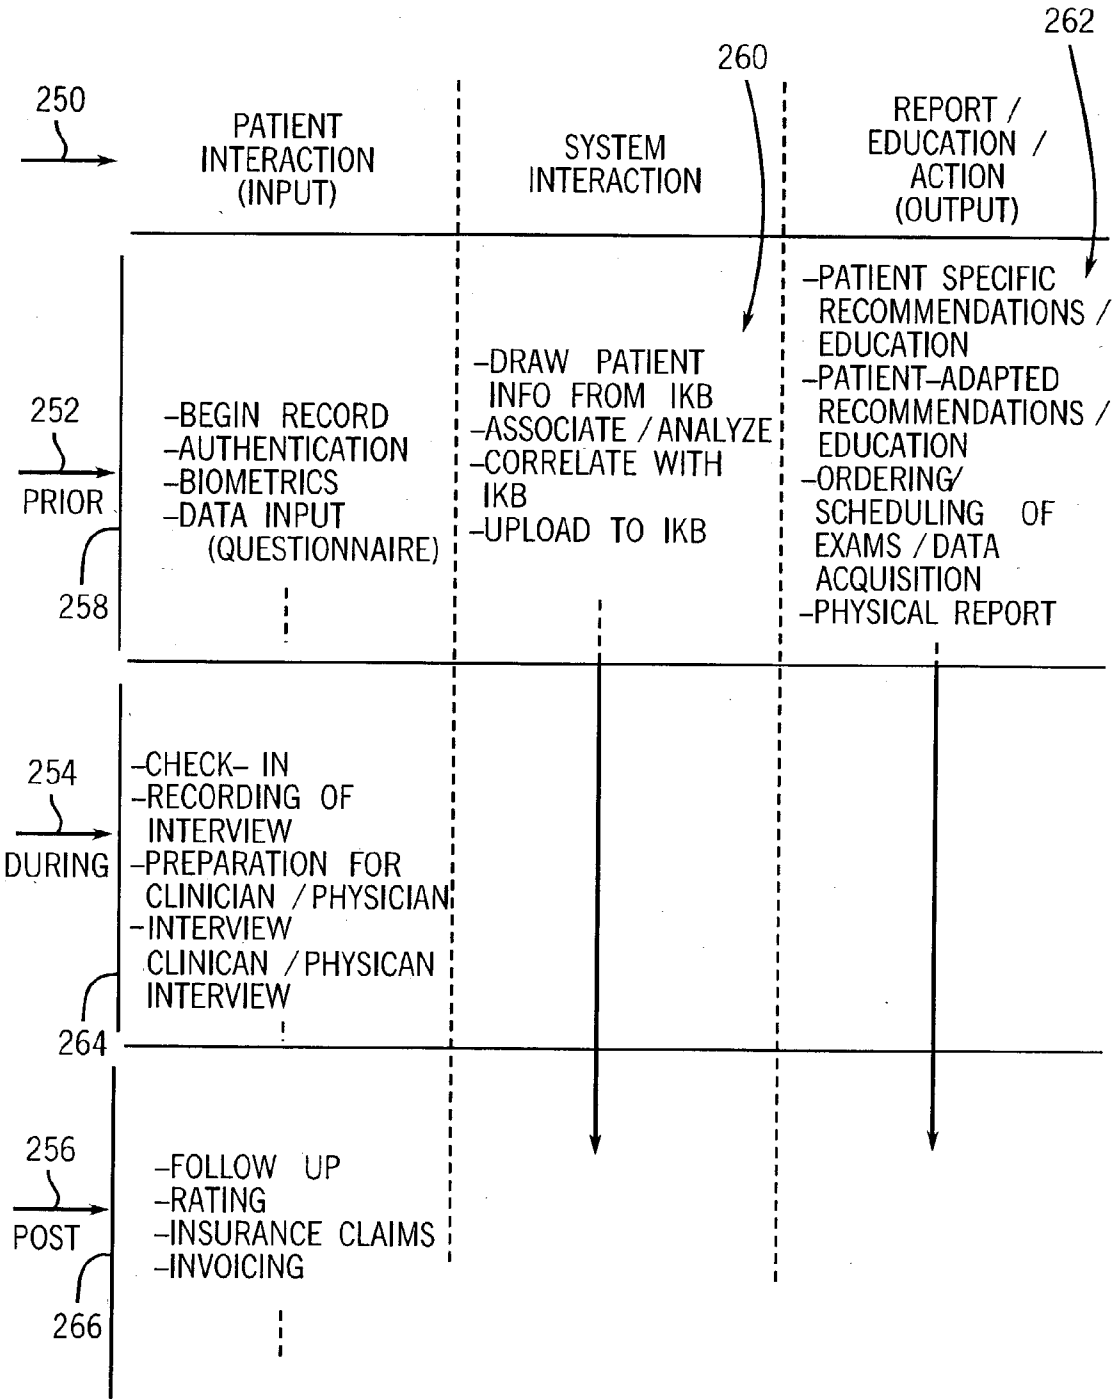 262
260
250
PATIENT
INTERACTION
(INPUT)
SYSTEM
INTERACTION
REPORT /
EDUCATION /
ACTION
(OUTPUT)
252
PRIOR
258
-BEGIN RECORD
-AUTHENTICATION
-BIOMETRICS
-DATA INPUT
(QUESTIONNAIRE)
-DRAW PATIENT
INFO FROM IKB
-ASSOCIATE / ANALYZE
-CORRELATE WITH
IKB
-UPLOAD TO IKB
-PATIENT SPECIFIC
RECOMMENDATIONS /
EDUCATION
-PATIENT-ADAPTED
RECOMMENDATIONS /
EDUCATION
-ORDERING/
SCHEDULING OF
EXAMS / DATA
ACQUISITION
-PHYSICAL REPORT
254
DURING
264
-CHECK- IN
-RECORDING OF
INTERVIEW
-PREPARATION FOR
CLINICIAN / PHYSICIAN
-INTERVIEW
CLINICAN / PHYSICAN
INTERVIEW
256
POST
266
-FOLLOW UP
-RATING
-INSURANCE CLAIMS
-INVOICING